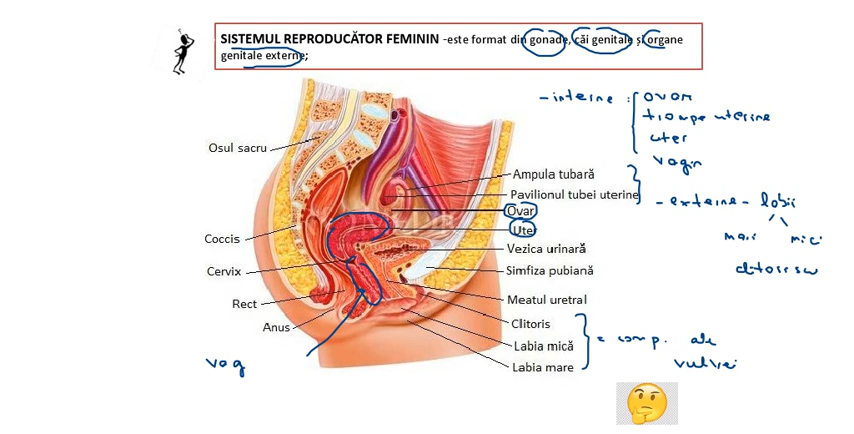 SISTEMUL REPRODUCĂTOR FEMININ -este format din gonade, căi genitale și organe
genitale externe;
- interne : ovar
trompe uterine
uter
vagin
- externe - labii
mari mici
clitoris
Osul sacru
Coccis
Cervix
Rect
Anus
vag
Ampula tubară
Pavilionul tubei uterine
Ovar
Uter
Vezica urinară
Simfiza pubiană
Meatul uretral
Clitoris
Labia mică
Labia mare
= comp. ale
vulvei